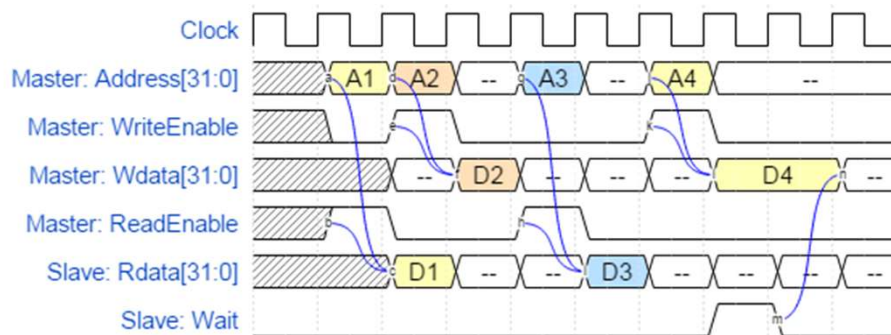 Clock
Master: Address[31:0] a A1 d A2 -- g A3 -- A4 --
Master: WriteEnable e k
Master: Wdata[31:0] -- f D2 -- -- -- D4 n --
Master: ReadEnable b h
Slave: Rdata[31:0] c D1 -- -- D3 -- -- -- --
Slave: Wait m